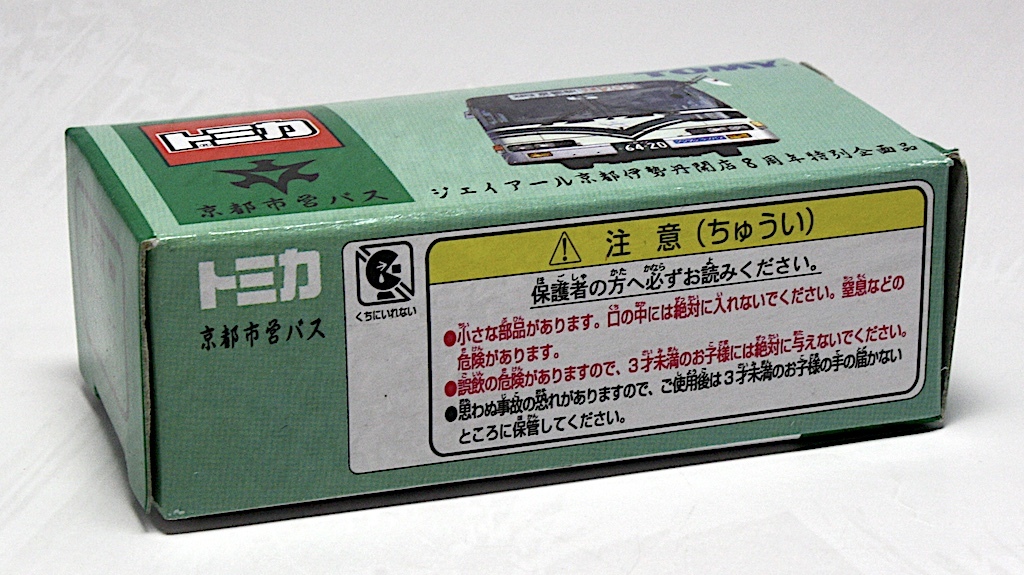 TOMY
トミカ
京都市営バス
64-20
ジェイアール京都伊勢丹開店8周年特別企画品
トミカ
京都市営バス
くちにいれない
注意(ちゅうい)
保護者の方へ必ずお読みください。
●小さな部品があります。口の中には絶対に入れないでください。窒息などの
危険があります。
●誤飲の危険がありますので、3才未満のお子様には絶対に与えないでください。
●思わぬ事故の恐れがありますので、ご使用後は3才未満のお子様の手の届かない
ところに保管してください。